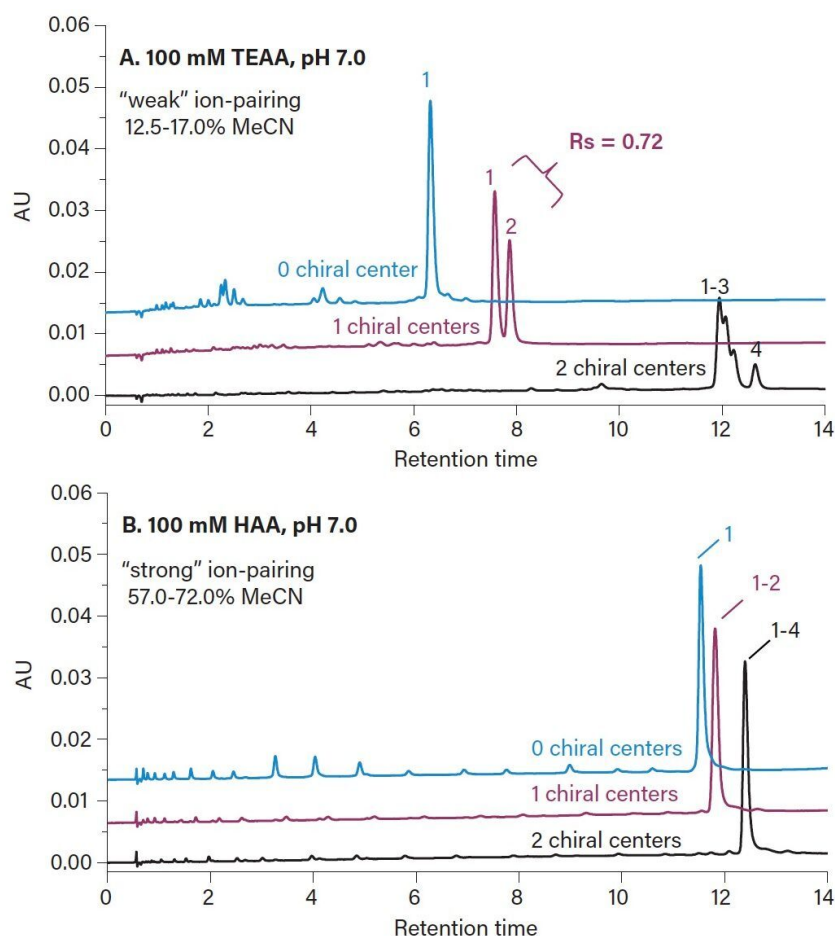 0.06
A. 100 mM TEAA, pH 7.0
1
0.05
"weak" ion-pairing
12.5-17.0% MeCN
0.04
Rs = 0.72
1
AU
0.03
2
0 chiral center
1-3
0.02
1 chiral centers
0.01
2 chiral centers
4
0.00
0 2 4 6 8 10 12 14
Retention time
0.06
B. 100 mM HAA, pH 7.0
1
0.05
"strong" ion-pairing
57.0-72.0% MeCN
1-2
0.04
1-4
AU
0.03
0.02
0 chiral centers
0.01
1 chiral centers
2 chiral centers
0.00
0 2 4 6 8 10 12 14
Retention time